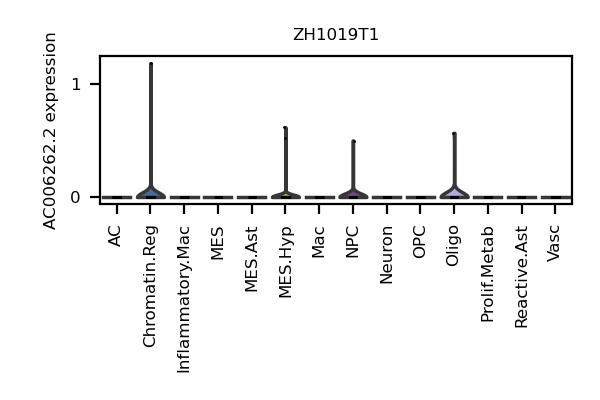 ZH1019T1
AC006262.2 expression
1
0
AC
Chromatin.Reg
Inflammatory.Mac
MES
MES.Ast
MES.Hyp
Mac
NPC
Neuron
OPC
Oligo
Prolif.Metab
Reactive.Ast
Vasc